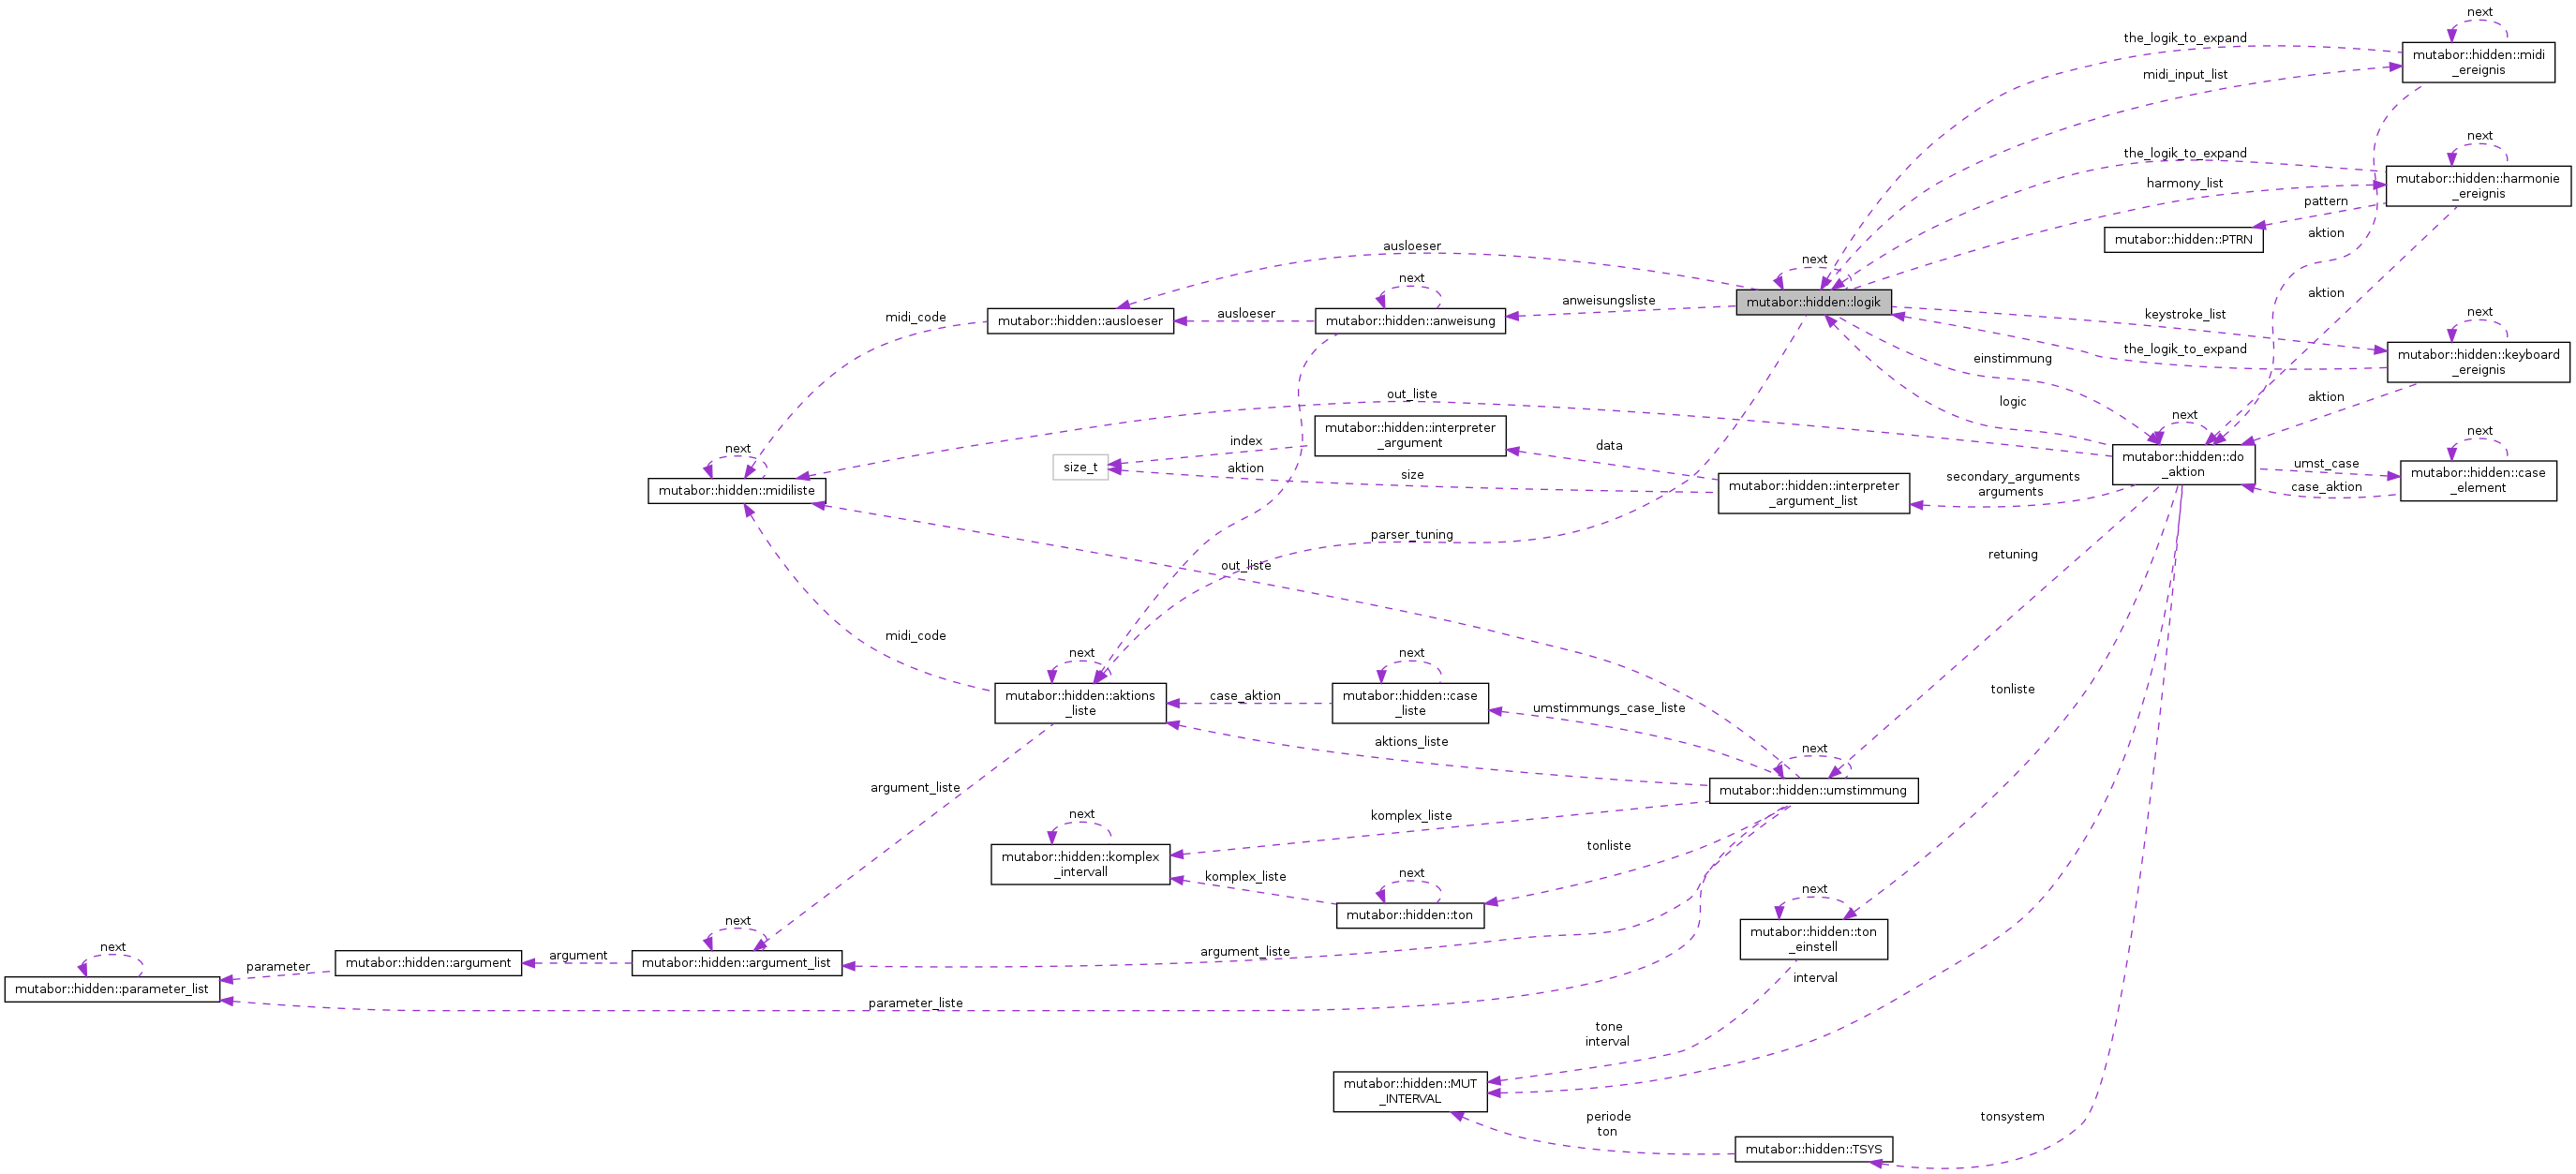 next
the_logik_to_expand
mutabor::hidden::midi
_ereignis
midi_input_list
next
the_logik_to_expand
mutabor::hidden::harmonie
_ereignis
harmony_list
pattern
aktion
mutabor::hidden::PTRN
ausloeser
next
next
aktion
mutabor::hidden::logik
anweisungsliste
midi_code
mutabor::hidden::ausloeser
ausloeser
mutabor::hidden::anweisung
keystroke_list
next
the_logik_to_expand
mutabor::hidden::keyboard
_ereignis
einstimmung
out_liste
logic
aktion
next
next
next
index
mutabor::hidden::interpreter
_argument
data
mutabor::hidden::do
_aktion
umst_case
case_aktion
mutabor::hidden::case
_element
size_t
aktion
size
mutabor::hidden::midiliste
mutabor::hidden::interpreter
_argument_list
secondary_arguments
arguments
parser_tuning
retuning
out_liste
midi_code
next
next
mutabor::hidden::aktions
_liste
case_aktion
mutabor::hidden::case
_liste
umstimmungs_case_liste
tonliste
aktions_liste
next
argument_liste
mutabor::hidden::umstimmung
next
komplex_liste
mutabor::hidden::komplex
_intervall
tonliste
komplex_liste
next
next
mutabor::hidden::ton
next
next
mutabor::hidden::ton
_einstell
parameter
mutabor::hidden::argument
argument
mutabor::hidden::argument_list
argument_liste
mutabor::hidden::parameter_list
parameter_liste
interval
tone
interval
mutabor::hidden::MUT
_INTERVAL
periode
ton
tonsystem
mutabor::hidden::TSYS